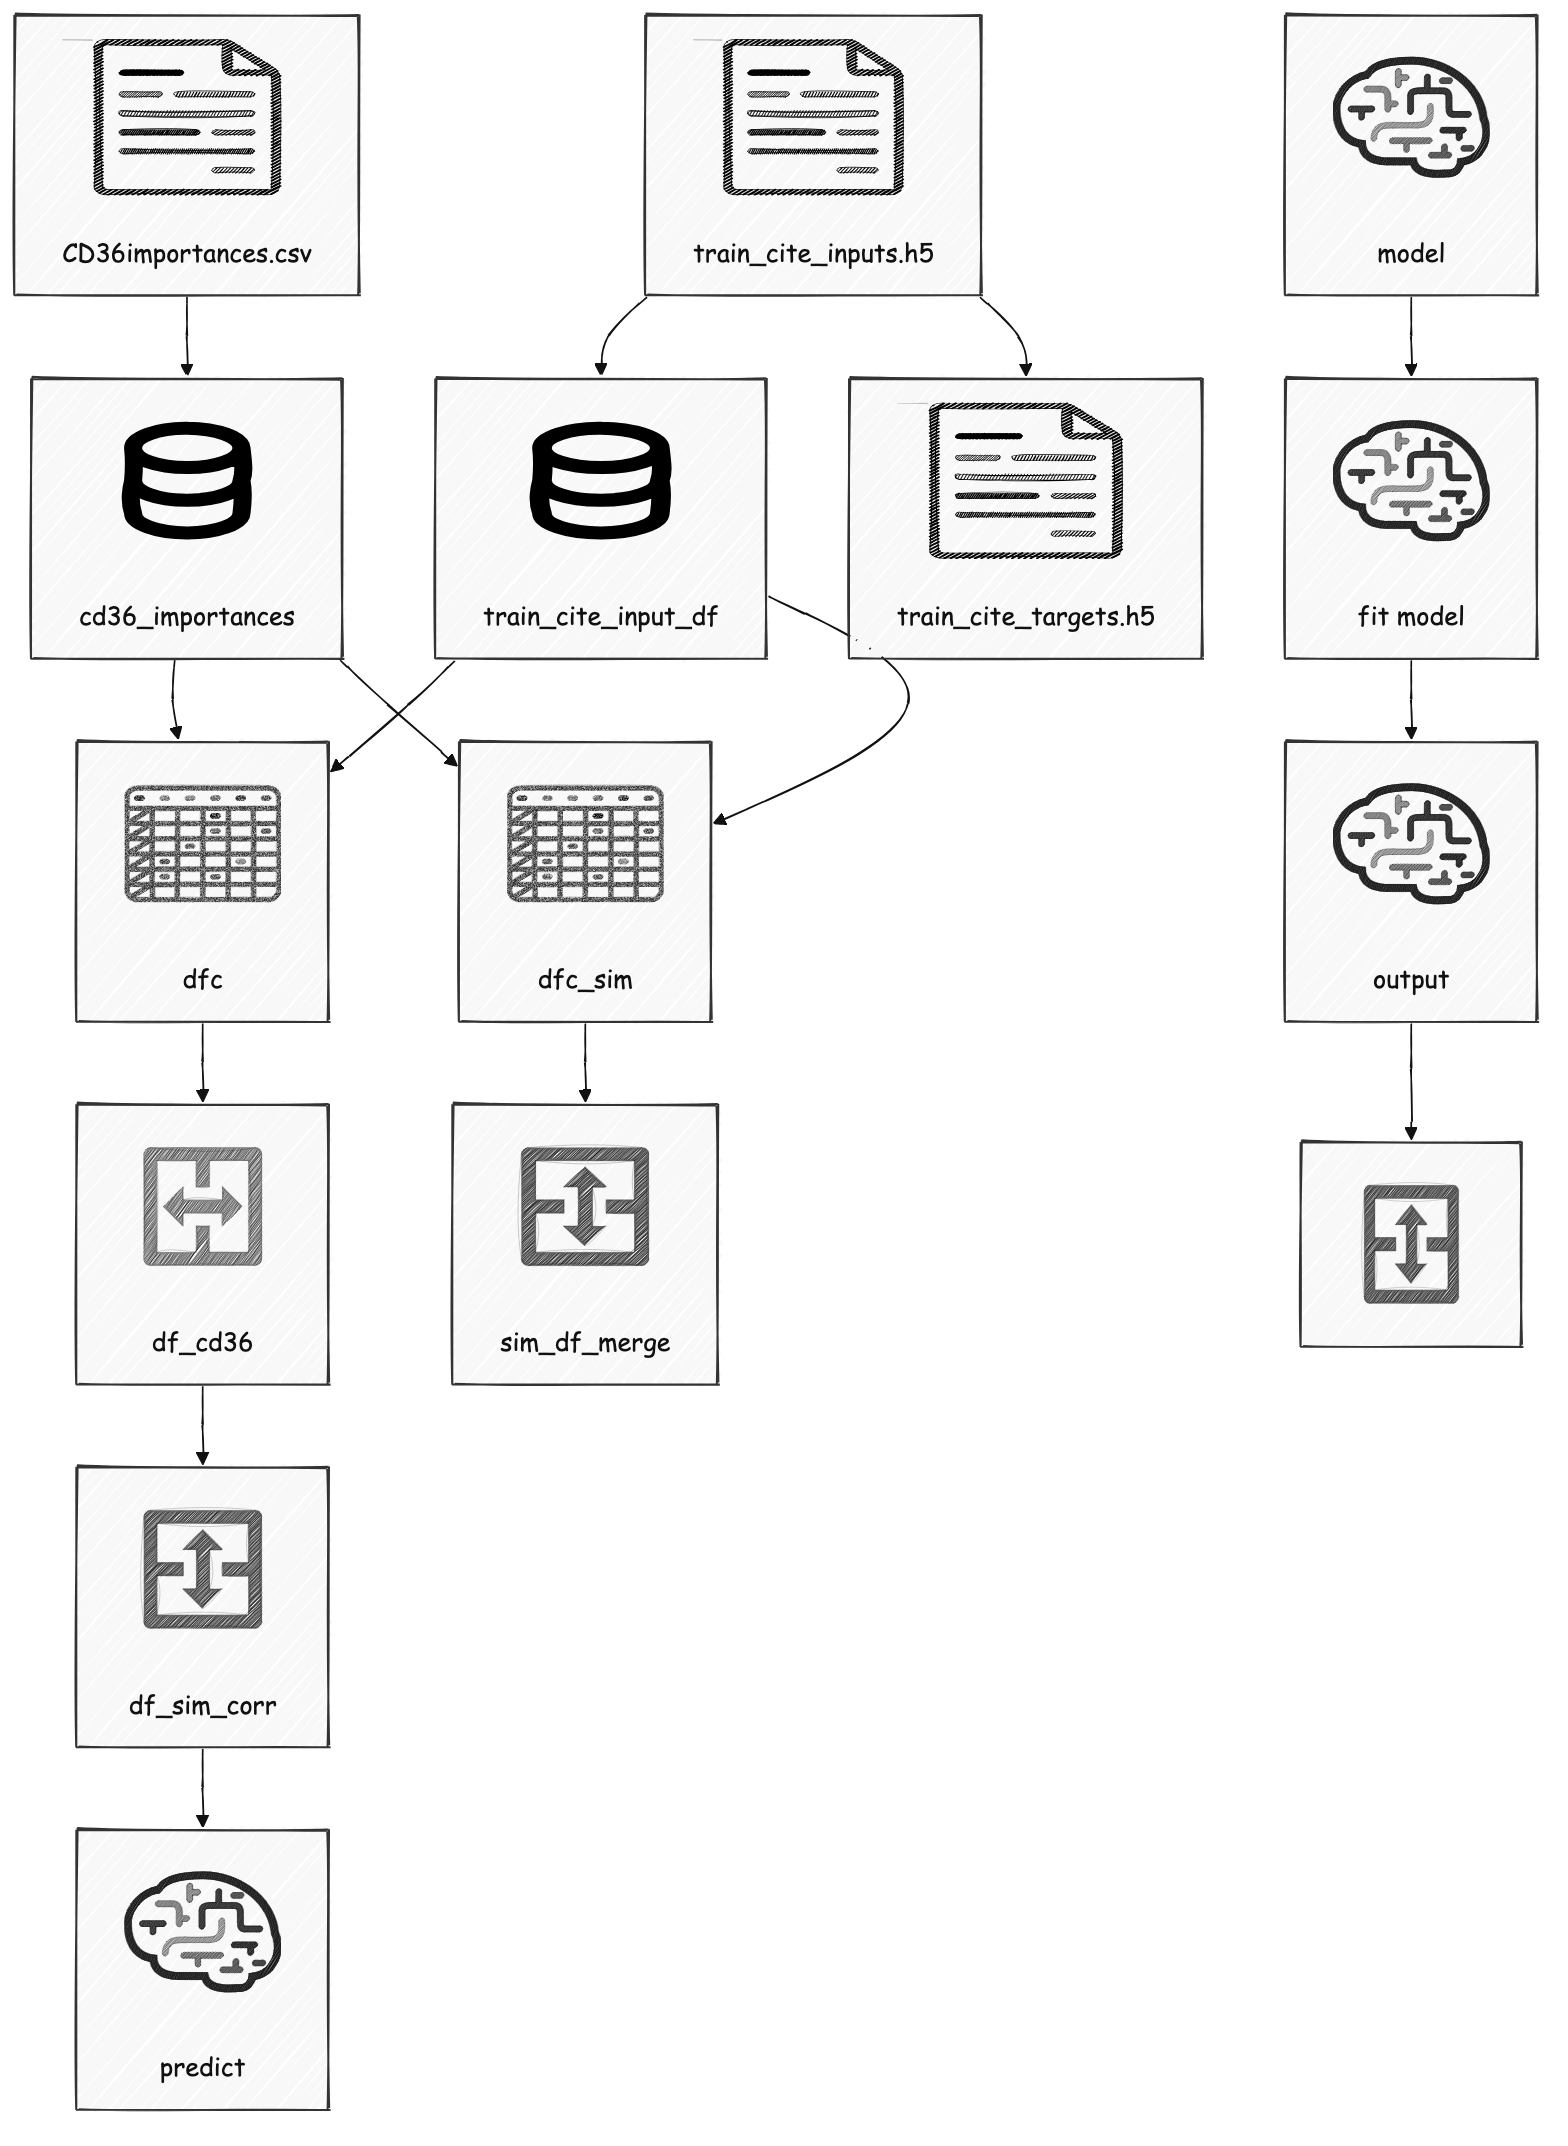 CD36importances.csv
train_cite_inputs.h5
model
cd36_importances
train_cite_input_df
train_cite_targets.h5
fit model
dfc
dfc_sim
output
df_cd36
sim_df_merge
df_sim_corr
predict